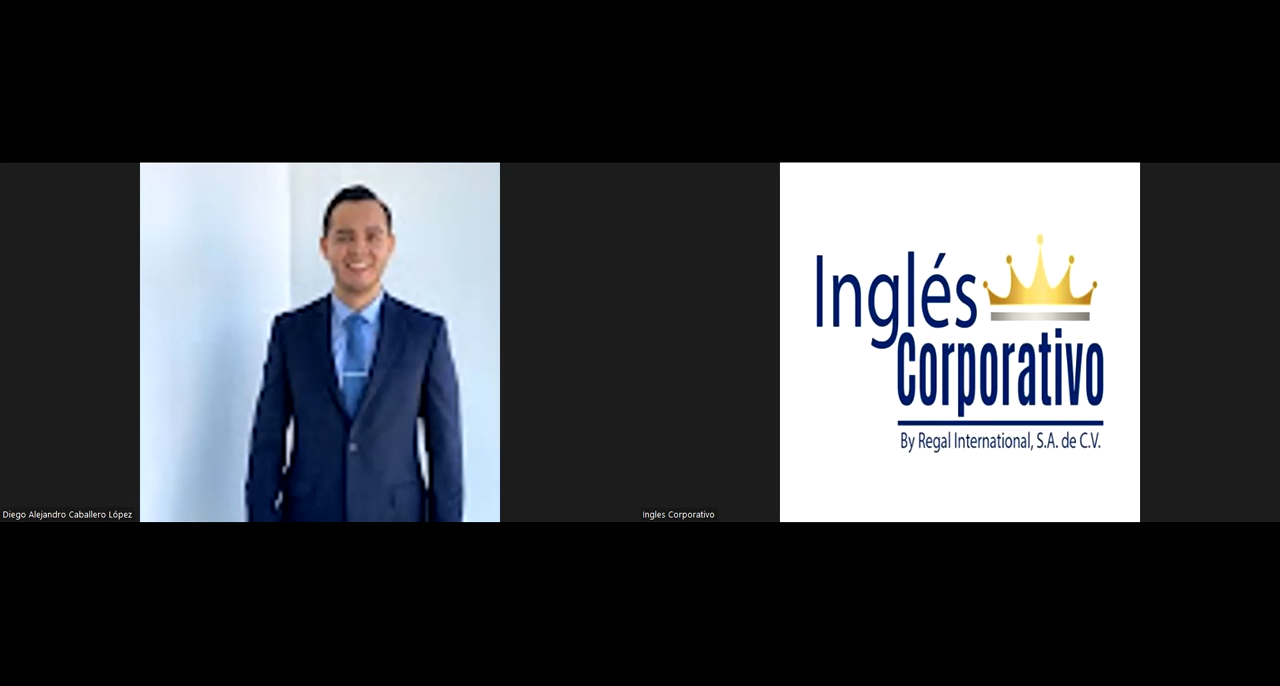 Inglés
Corporativo
By Regal International, S.A. de C.V.
Diego Alejandro Caballero López
Ingles Corporativo